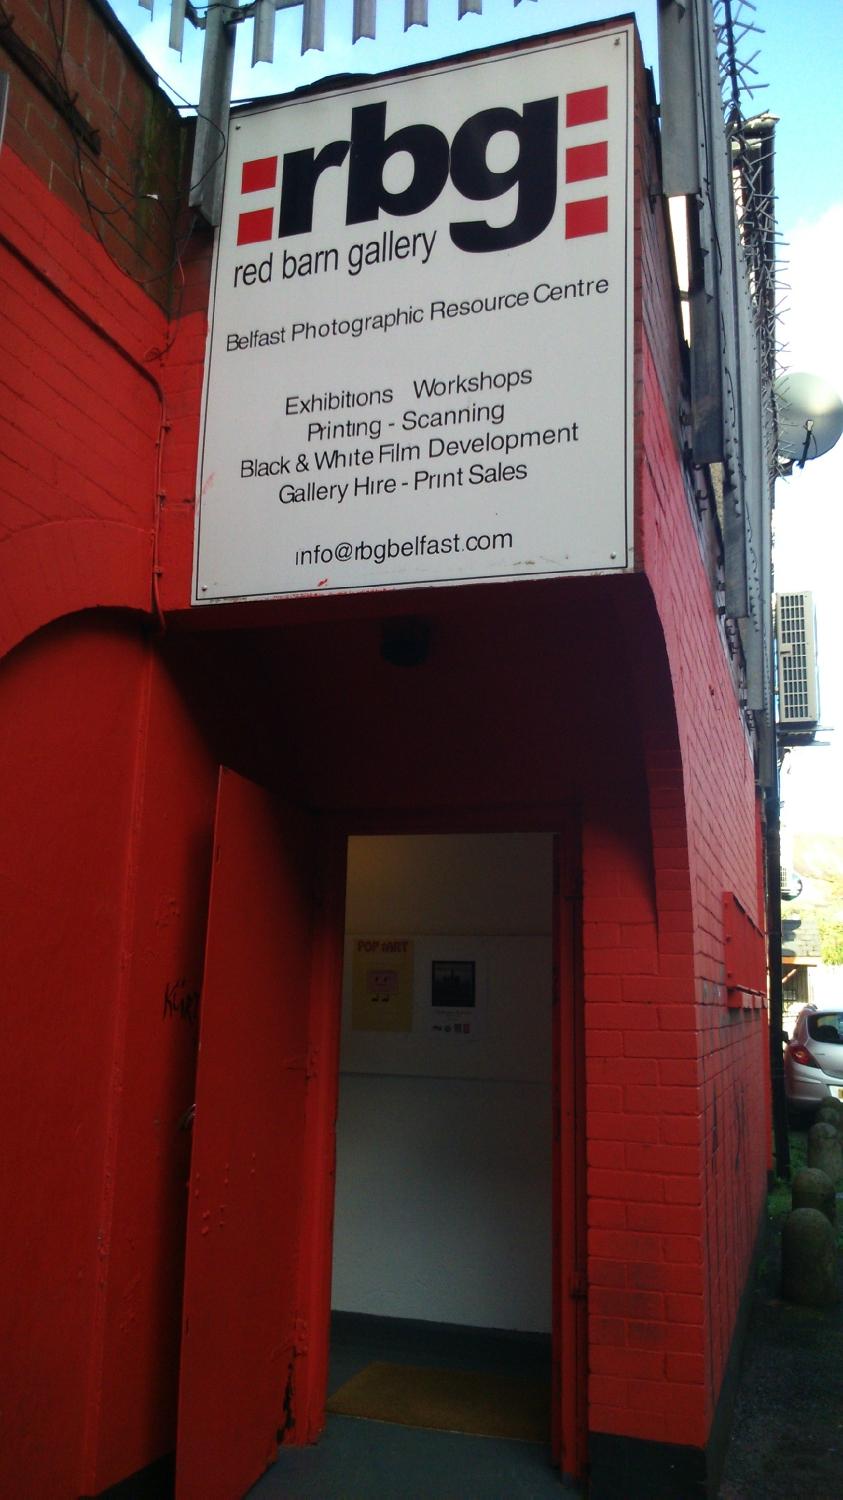 rbg
red barn gallery
Belfast Photographic Resource Centre
Exhibitions Workshops
Printing - Scanning
Black & White Film Development
Gallery Hire - Print Sales
info@rbgbelfast.com
POP ART